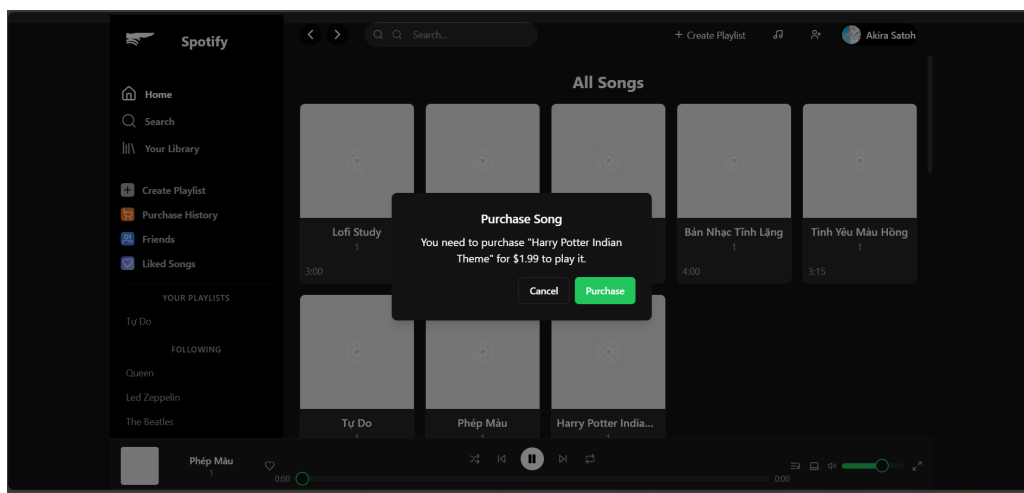 Spotify
Search...
+ Create Playlist
Akira Satoh
Home
Search
Your Library
Create Playlist
Purchase History
Friends
Liked Songs
YOUR PLAYLISTS
Tự Do
FOLLOWING
Queen
Led Zeppelin
The Beatles
All Songs
Lofi Study
1
3:00
Bản Nhạc Tĩnh Lặng
1
4:00
Tình Yêu Màu Hồng
1
3:15
Purchase Song
You need to purchase "Harry Potter Indian
Theme" for $1.99 to play it.
Cancel
Purchase
Tự Do
1
Phép Màu
1
Harry Potter India...
1
Phép Màu
1
0:00
0:00